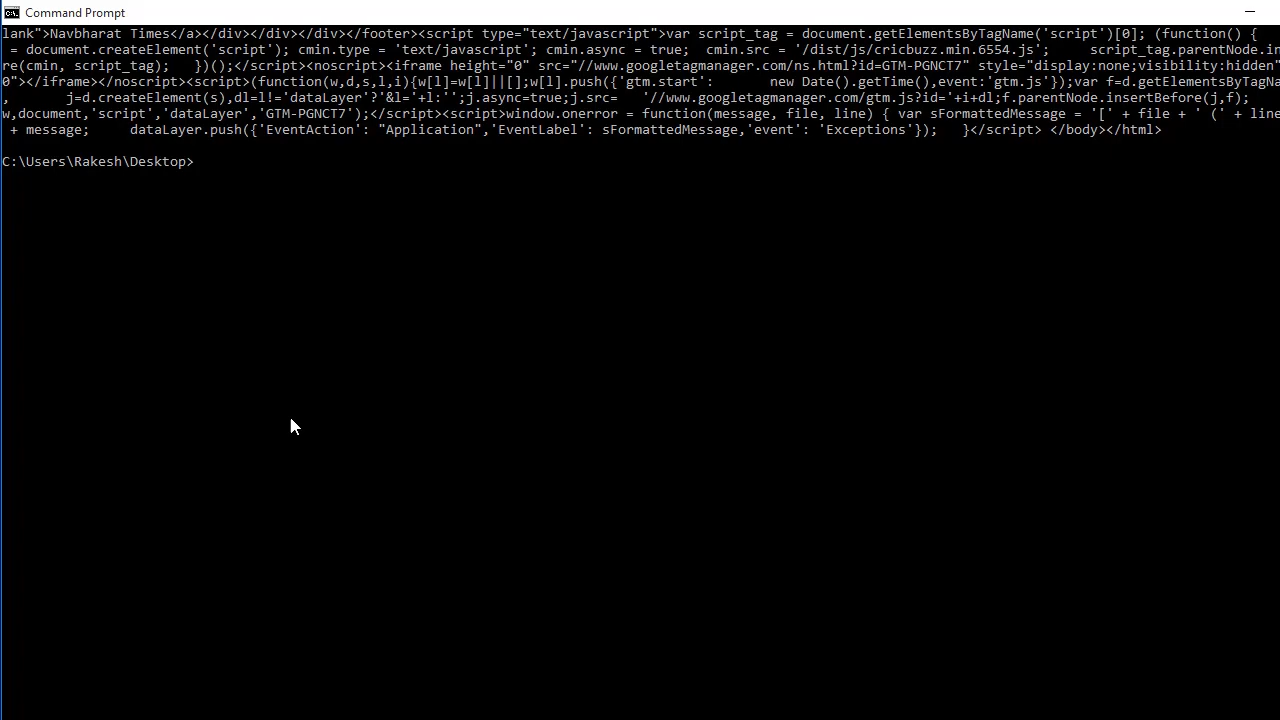 Command Prompt
lank">Navbharat Times</a></div></div></div></footer><script type="text/javascript">var script_tag = document.getElementsByTagName('script')[0]; (function() {
= document.createElement('script'); cmin.type = 'text/javascript'; cmin.async = true;  cmin.src = '/dist/js/cricbuzz.min.6554.js';     script_tag.parentNode.in
re(cmin, script_tag);   })();</script><noscript><iframe height="0" src="//www.googletagmanager.com/ns.html?id=GTM-PGNCT7" style="display:none;visibility:hidden"
0"></iframe></noscript><script>(function(w,d,s,l,i){w[l]=w[l]||[];w[l].push({'gtm.start':       new Date().getTime(),event:'gtm.js'});var f=d.getElementsByTagNa
,       j=d.createElement(s),dl=l!='dataLayer'?'&l='+l:'';j.async=true;j.src=   '//www.googletagmanager.com/gtm.js?id='+i+dl;f.parentNode.insertBefore(j,f);
w,document,'script','dataLayer','GTM-PGNCT7');</script><script>window.onerror = function(message, file, line) { var sFormattedMessage = '[' + file + ' (' + line
+ message;     dataLayer.push({'EventAction': "Application",'EventLabel': sFormattedMessage,'event': 'Exceptions'});   }</script> </body></html>
C:\Users\Rakesh\Desktop>